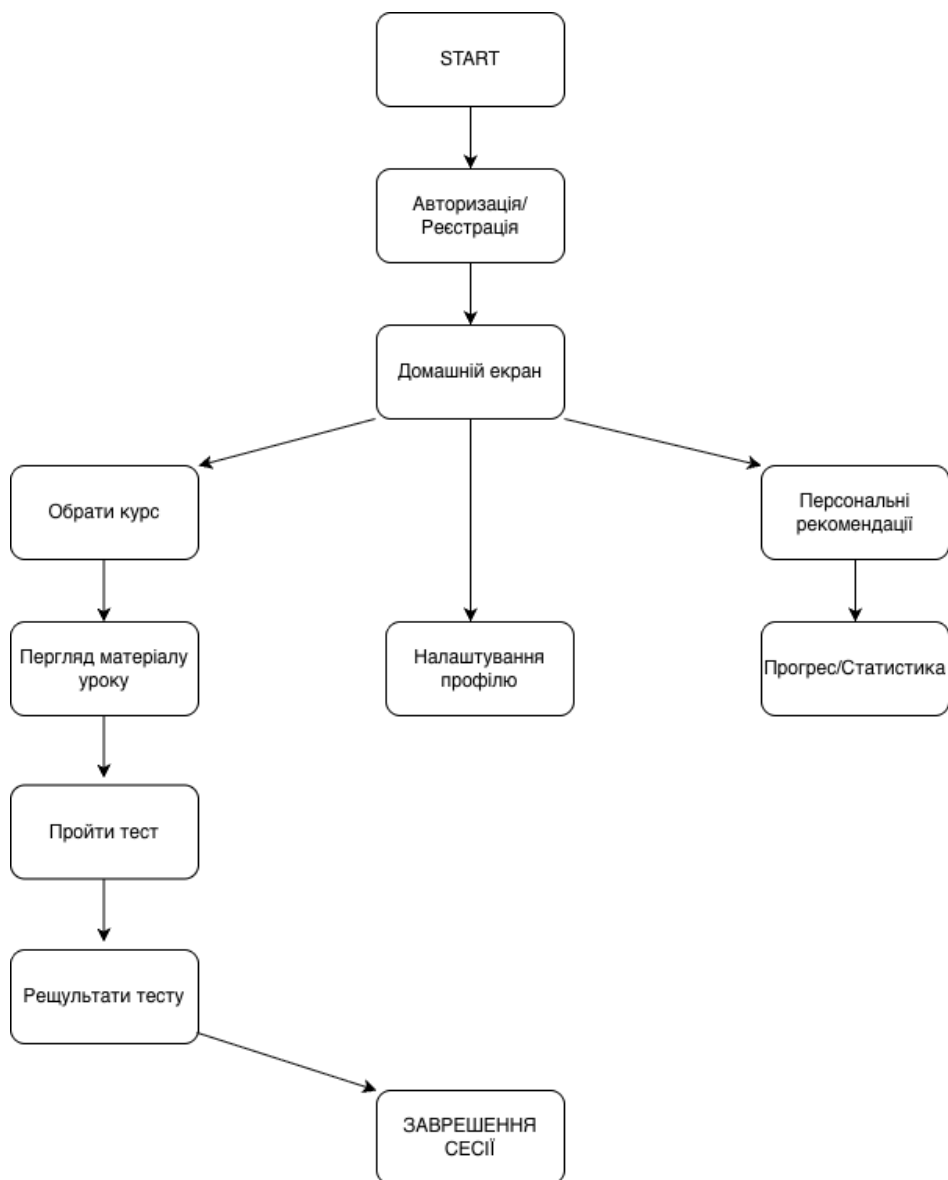 START
Авторизація/
Реєстрація
Домашній екран
Обрати курс
Персональні
рекомендації
Пергляд матеріалу
уроку
Налаштування
профілю
Прогрес/Статистика
Пройти тест
Рещультати тесту
ЗАВРЕШЕННЯ
СЕСІЇ